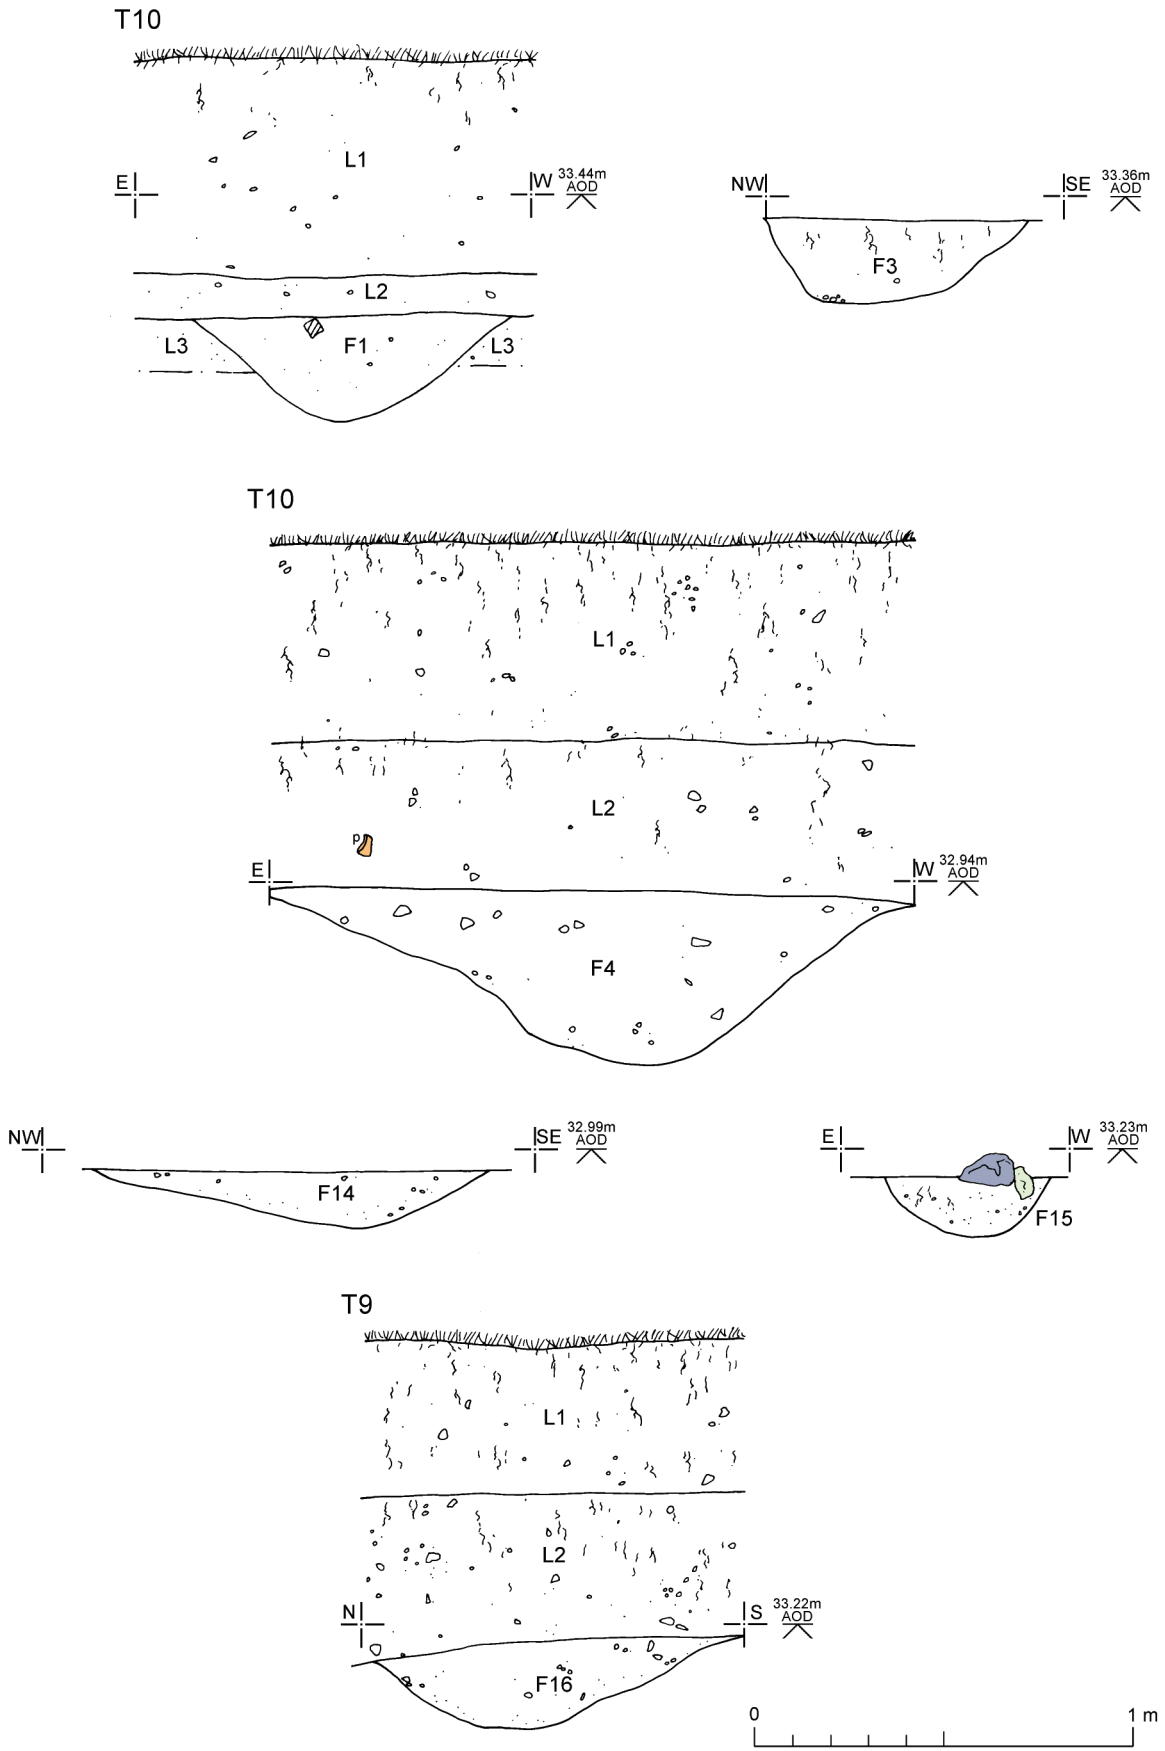 T10
L1
E
W
33.44m
AOD
L2
L3
F1
L3
NW
SE
33.36m
AOD
F3
T10
L1
L2
p
E
W
32.94m
AOD
F4
NW
SE
32.99m
AOD
F14
E
W
33.23m
AOD
F15
T9
L1
L2
N
S
33.22m
AOD
F16
0
1 m